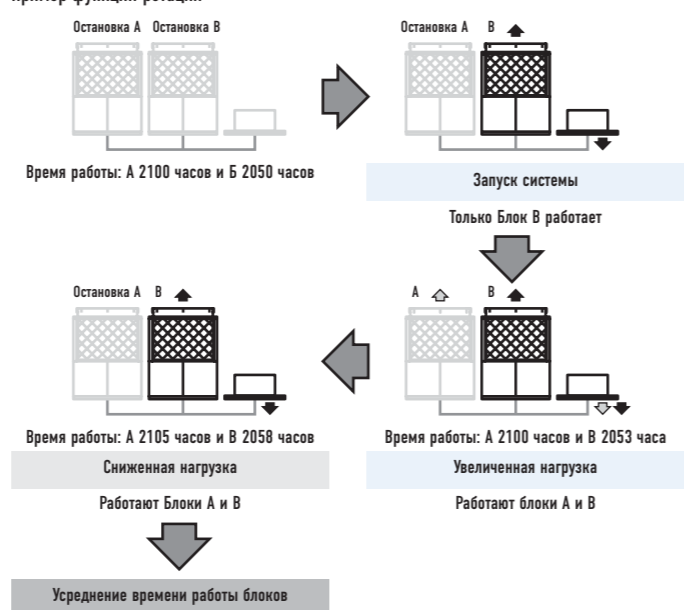 Пример функции ротации
Остановка А Остановка В
Остановка А В
Время работы: А 2100 часов и Б 2050 часов
Запуск системы
Только Блок В работает
Остановка А В
А В
Время работы: А 2105 часов и В 2058 часов
Время работы: А 2100 часов и В 2053 часа
Сниженная нагрузка
Увеличенная нагрузка
Работают Блоки А и В
Работают блоки А и В
Усреднение времени работы блоков